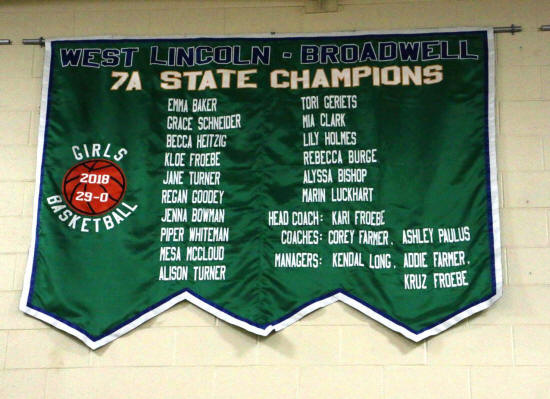 WEST LINCOLN - BROADWELL
7A STATE CHAMPIONS
GIRLS
2018
29-0
BASKETBALL
EMMA BAKER
GRACE SCHNEIDER
BECCA HEITZIG
KLOE FROEBE
JANE TURNER
REGAN GOODEY
JENNA BOWMAN
PIPER WHITEMAN
MESA MCCLOUD
ALISON TURNER
TORI GERIETS
MIA CLARK
LILY HOLMES
REBECCA BURGE
ALYSSA BISHOP
MARIN LUCKHART
HEAD COACH: KARI FROEBE
COACHES: COREY FARMER, ASHLEY PAULUS
MANAGERS: KENDAL LONG, ADDIE FARMER,
KRUZ FROEBE